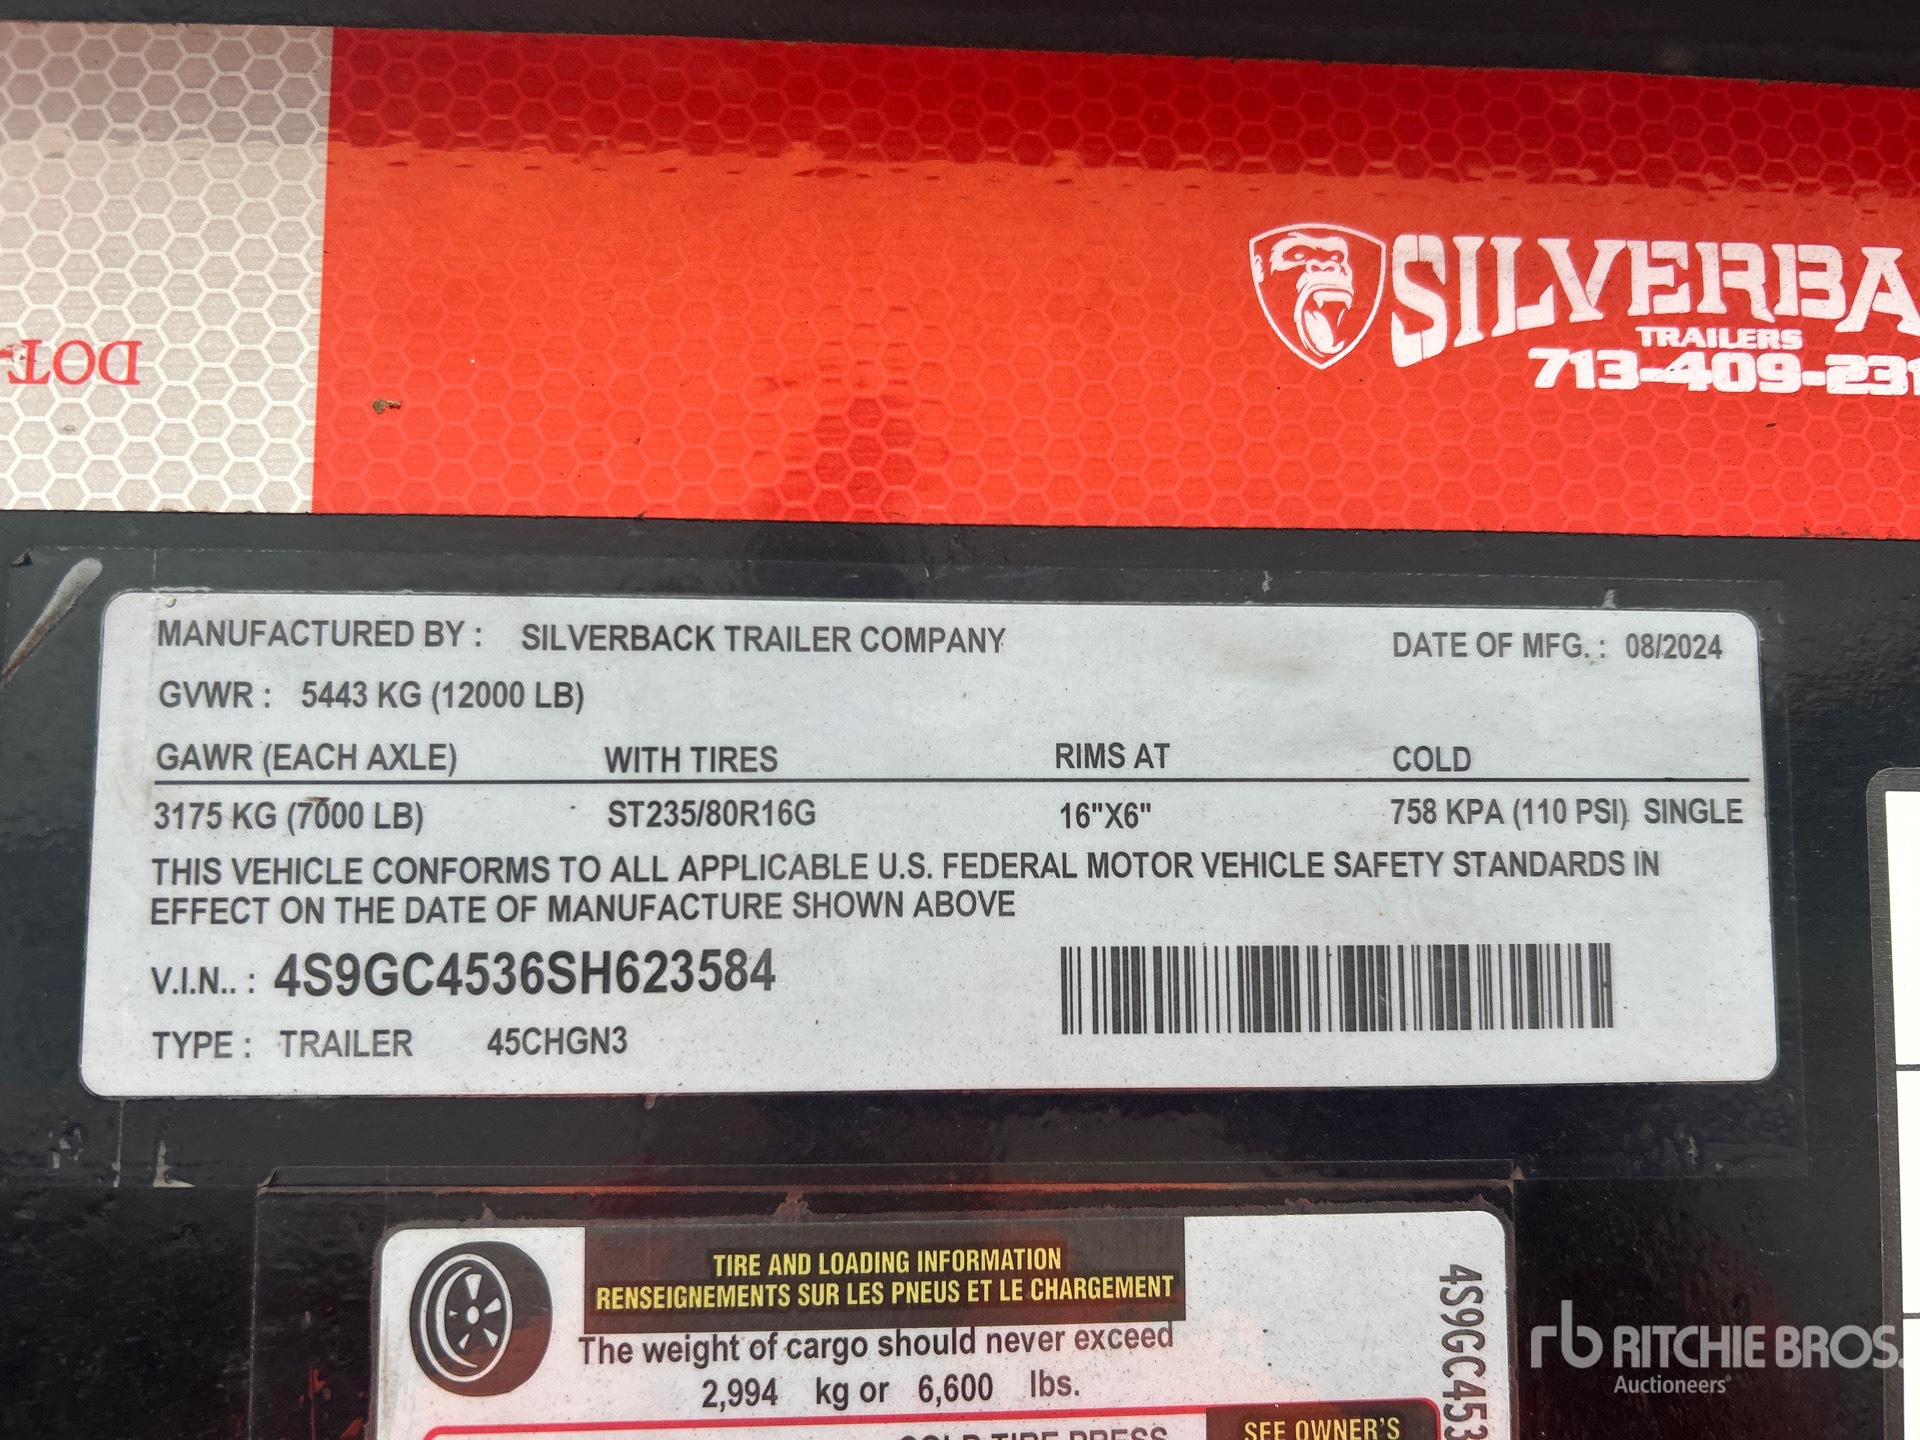 SILVERBA
TRAILERS
713-409-231
DOT-
MANUFACTURED BY : SILVERBACK TRAILER COMPANY DATE OF MFG. : 08/2024
GVWR : 5443 KG (12000 LB)
GAWR (EACH AXLE) WITH TIRES RIMS AT COLD
3175 KG (7000 LB) ST235/80R16G 16"X6" 758 KPA (110 PSI) SINGLE
THIS VEHICLE CONFORMS TO ALL APPLICABLE U.S. FEDERAL MOTOR VEHICLE SAFETY STANDARDS IN
EFFECT ON THE DATE OF MANUFACTURE SHOWN ABOVE
V.I.N.. : 4S9GC4536SH623584
TYPE : TRAILER 45CHGN3
TIRE AND LOADING INFORMATION
RENSEIGNEMENTS SUR LES PNEUS ET LE CHARGEMENT
The weight of cargo should never exceed
2,994 kg or 6,600 lbs.
COLD TIRE PRESS
SEE OWNER'S
4S9GC453
rb RITCHIE BROS.
Auctioneers